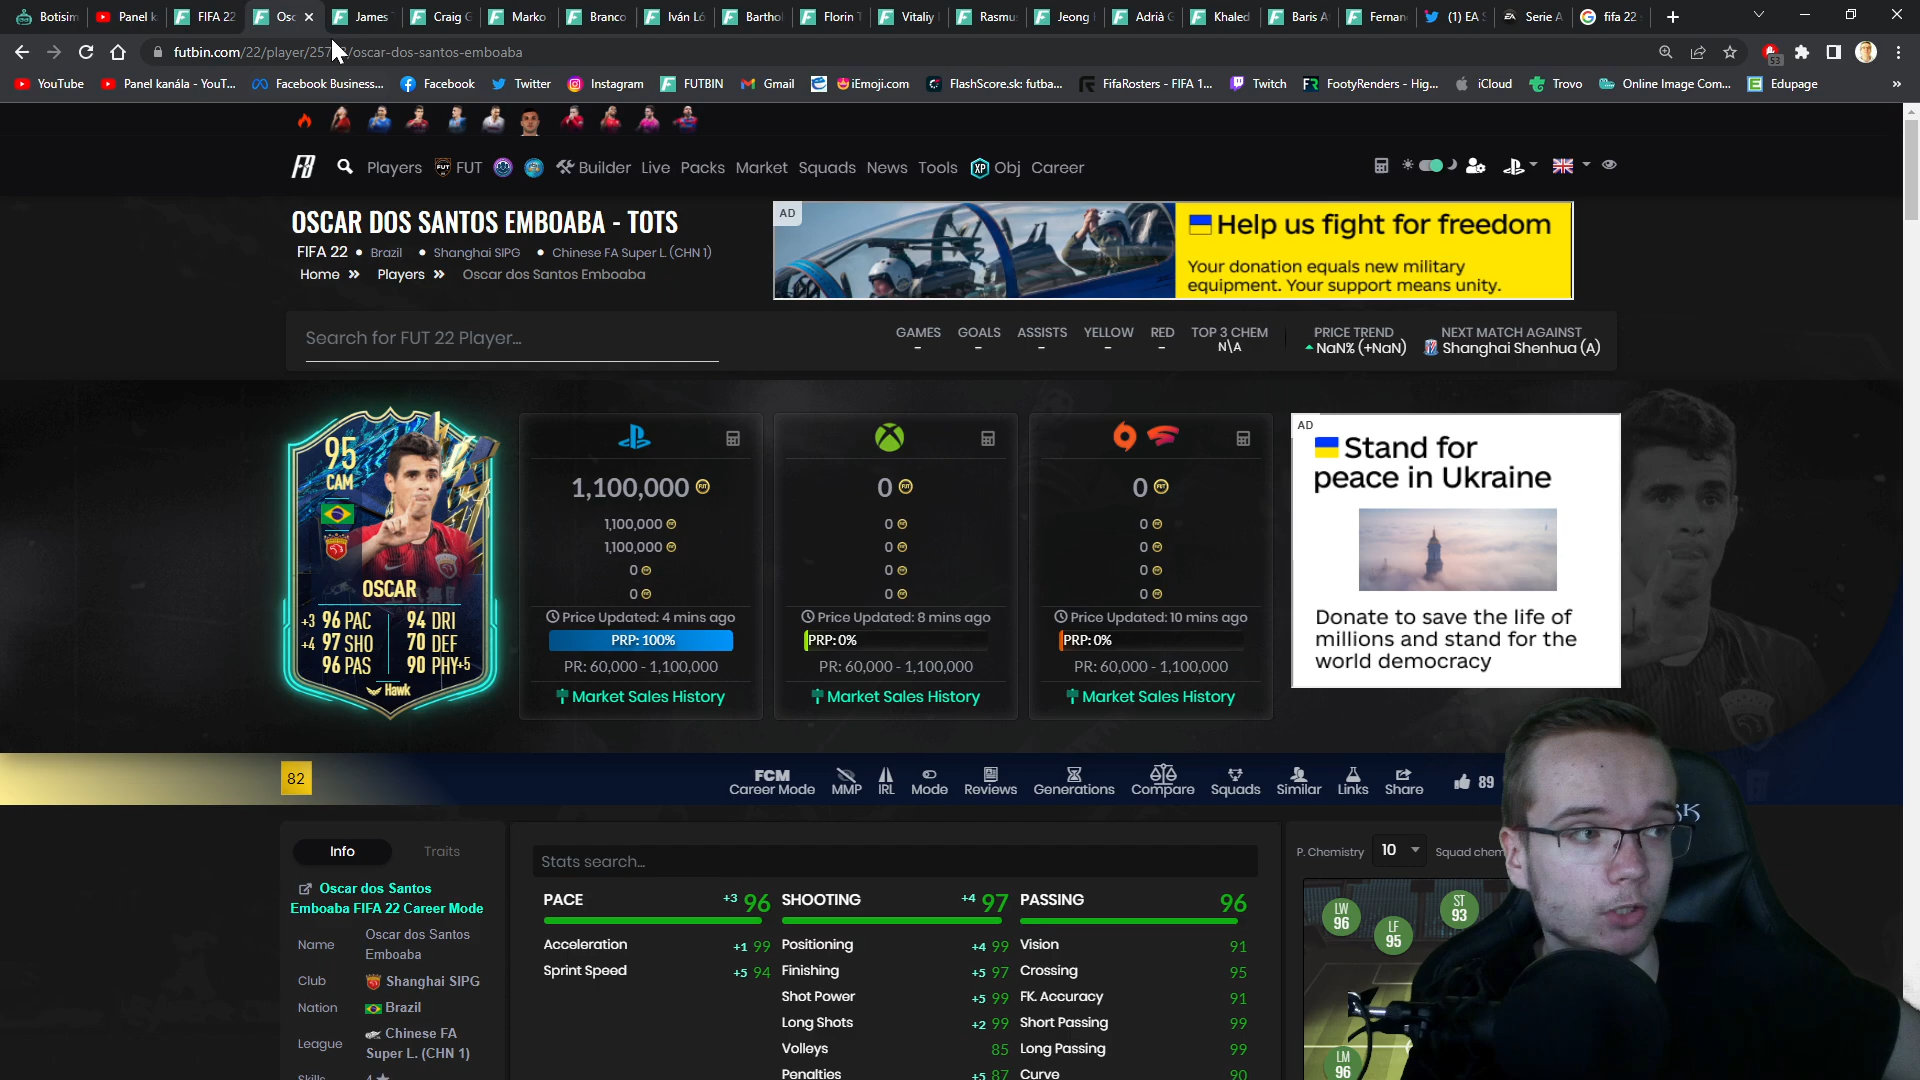 Botisim
Panel k
FIFA 22
Osc
James
Craig G
Marko
Branco
Iván Ló
Barthol
Florin T
Vitaliy
Rasmus
Jeong
Adrià G
Khaled
Baris A
Fernan
(1) EA S
Serie A
fifa 22
futbin.com/22/player/25 /oscar-dos-santos-emboaba
53
YouTube
Panel kanála - YouT...
Facebook Business...
Facebook
Twitter
Instagram
FUTBIN
Gmail
iEmoji.com
FlashScore.sk: futba...
FifaRosters - FIFA 1...
Twitch
FootyRenders - Hig...
iCloud
Trovo
Online Image Com...
Edupage
»
Players FUT Builder Live Packs Market Squads News Tools XP Obj Career
OSCAR DOS SANTOS EMBOABA - TOTS
FIFA 22 • Brazil • Shanghai SIPG • Chinese FA Super L. (CHN 1)
Home » Players » Oscar dos Santos Emboaba
AD
Help us fight for freedom
Your donation equals new military
equipment. Your support means unity.
Search for FUT 22 Player...
GAMES GOALS ASSISTS YELLOW RED TOP 3 CHEM PRICE TREND NEXT MATCH AGAINST
- - - - - N\A NaN% (+NaN) Shanghai Shenhua (A)
95
CAM
OSCAR
+3 96 PAC 94 DRI
+4 97 SHO 70 DEF
96 PAS 90 PHY+5
Hawk
1,100,000
1,100,000
1,100,000
0
0
Price Updated: 4 mins ago
PRP: 100%
PR: 60,000 - 1,100,000
Market Sales History
0
0
0
0
0
Price Updated: 8 mins ago
PRP: 0%
PR: 60,000 - 1,100,000
Market Sales History
0
0
0
0
0
Price Updated: 10 mins ago
PRP: 0%
PR: 60,000 - 1,100,000
Market Sales History
AD
Stand for
peace in Ukraine
Donate to save the life of
millions and stand for the
world democracy
82
FCM
Career Mode MMP IRL Mode Reviews Generations Compare Squads Similar Links Share 89
Info Traits
Oscar dos Santos
Emboaba FIFA 22 Career Mode
Name Oscar dos Santos
Emboaba
Club Shanghai SIPG
Nation Brazil
League Chinese FA
Super L. (CHN 1)
Skills 4★
Stats search...
PACE +3 96
Acceleration +1 99
Sprint Speed +5 94
SHOOTING +4 97
Positioning +4 99
Finishing +5 97
Shot Power +5 99
Long Shots +2 99
Volleys 85
Penalties +5 87
PASSING 96
Vision 91
Crossing 95
FK. Accuracy 91
Short Passing 99
Long Passing 99
Curve 90
P. Chemistry 10 Squad chem
LW
96
LF
95
ST
93
LM
96